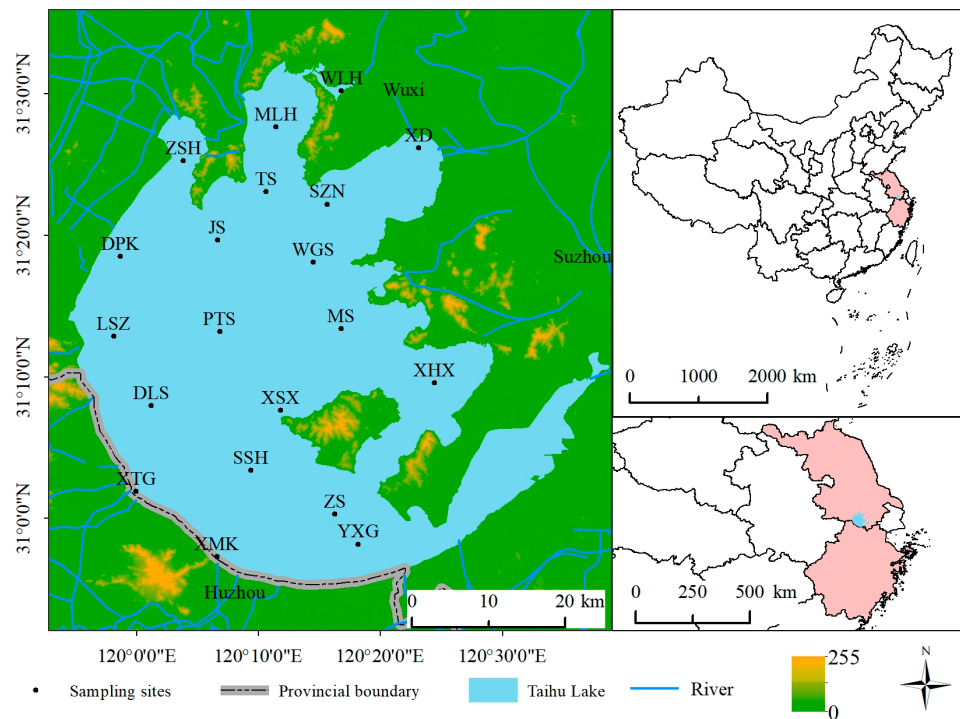 31°30'0"N
31°20'0"N
31°10'0"N
31°0'0"N
WLH
Wuxi
MLH
XD
ZSH
TS
SZN
JS
DPK
WGS
Suzhou
LSZ
PTS
MS
XHX
DLS
XSX
SSH
XTG
ZS
YXG
XMK
Huzhou
0 10 20 km
0 1000 2000 km
0 250 500 km
120°0'0"E 120°10'0"E 120°20'0"E 120°30'0"E
Sampling sites
Provincial boundary
Taihu Lake
River
255
0
N